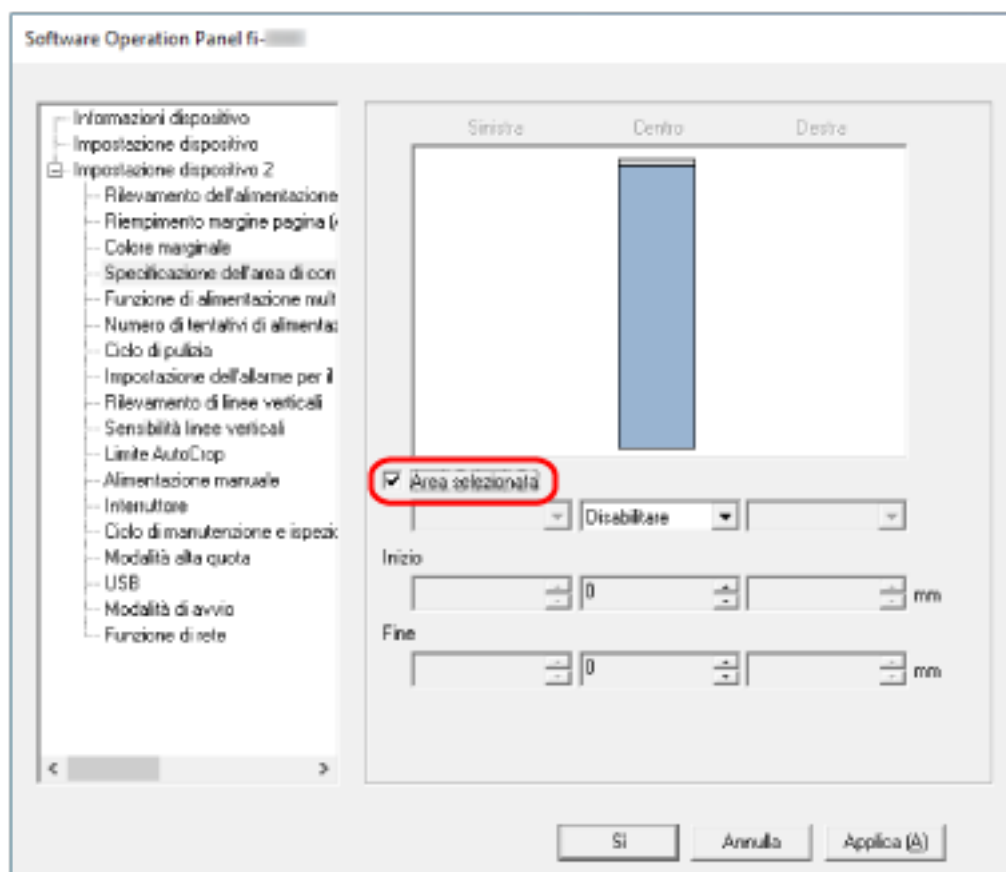 Software Operation Panel fi-
Informazioni dispositivo
Impostazione dispositivo
Impostazione dispositivo 2
Rilevamento dell'alimentazione
Riempimento margine pagina (
Colore marginale
Specificazione dell'area di con
Funzione di alimentazione mult
Numero di tentativi di alimentaz
Ciclo di pulizia
Impostazione dell'allarme per il
Rilevamento di linee verticali
Sensibilità linee verticali
Limite AutoCrop
Alimentazione manuale
Interruttore
Ciclo di manutenzione e ispezic
Modalità alta quota
USB
Modalità di avvio
Funzione di rete
Sinistra Centro Destra
Area selezionata
Disabilitare
Inizio
0 mm
Fine
0 mm
Sì Annulla Applica (A)